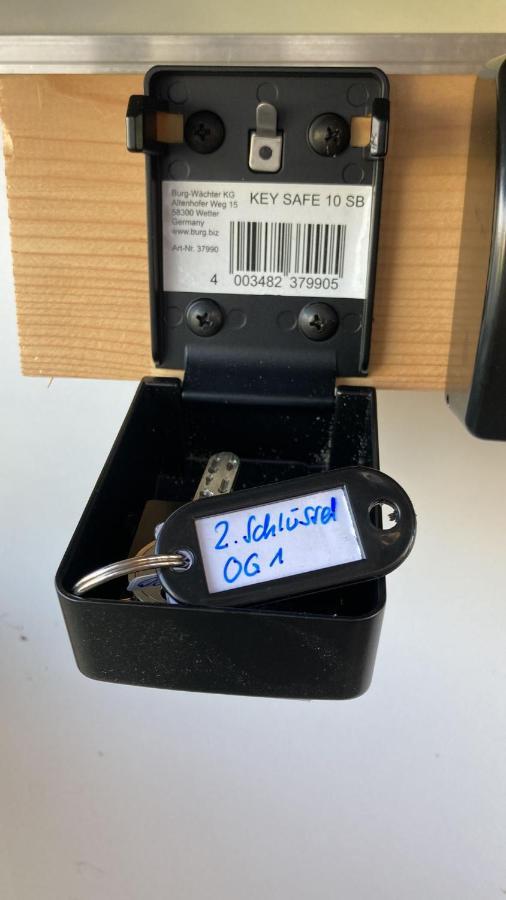 Burg-Wächter KG
Altenhofer Weg 15
58300 Wetter
Germany
www.burg.biz
Art-Nr. 37990
KEY SAFE 10 SB
4 003482 379905
2. Schlüssel
OG 1